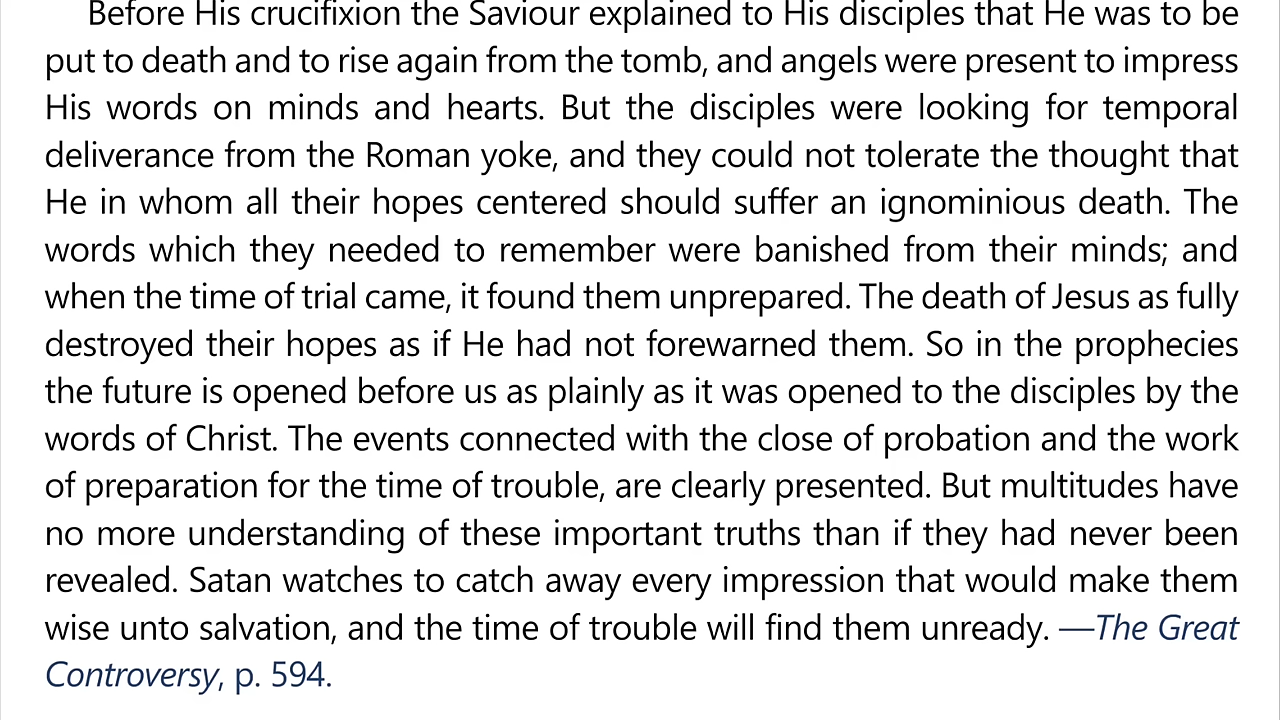 Before His crucifixion the Saviour explained to His disciples that He was to be
put to death and to rise again from the tomb, and angels were present to impress
His words on minds and hearts. But the disciples were looking for temporal
deliverance from the Roman yoke, and they could not tolerate the thought that
He in whom all their hopes centered should suffer an ignominious death. The
words which they needed to remember were banished from their minds; and
when the time of trial came, it found them unprepared. The death of Jesus as fully
destroyed their hopes as if He had not forewarned them. So in the prophecies
the future is opened before us as plainly as it was opened to the disciples by the
words of Christ. The events connected with the close of probation and the work
of preparation for the time of trouble, are clearly presented. But multitudes have
no more understanding of these important truths than if they had never been
revealed. Satan watches to catch away every impression that would make them
wise unto salvation, and the time of trouble will find them unready. —The Great
Controversy, p. 594.